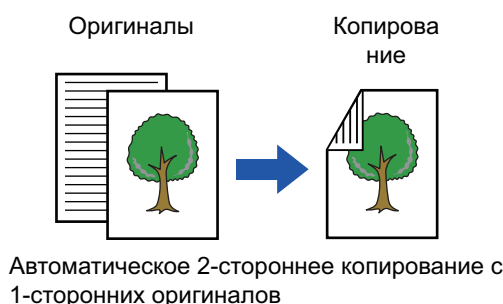 Оригиналы
Копирова
ние
Автоматическое 2-стороннее копирование с
1-сторонних оригиналов